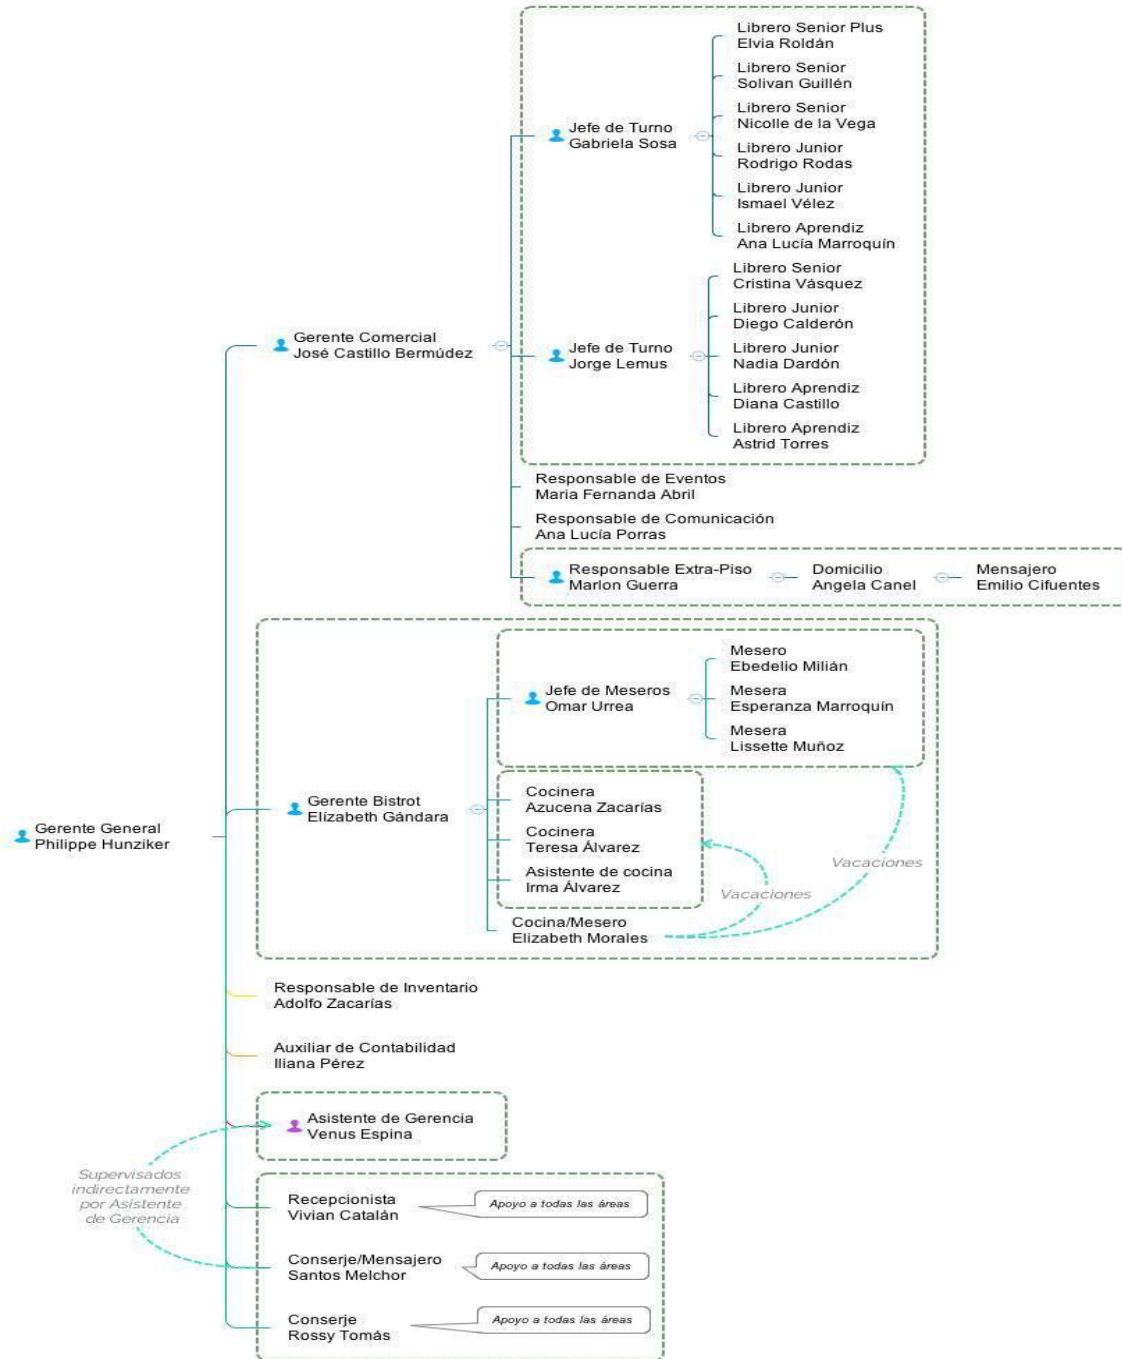 Librero Senior Plus
Elvia Roldán
Librero Senior
Solivan Guillén
Librero Senior
Nicolle de la Vega
Jefe de Turno
Gabriela Sosa
Librero Junior
Rodrigo Rodas
Librero Junior
Ismael Vélez
Librero Aprendiz
Ana Lucía Marroquín
Librero Senior
Cristina Vásquez
Librero Junior
Diego Calderón
Gerente Comercial
José Castillo Bermúdez
Jefe de Turno
Jorge Lemus
Librero Junior
Nadia Dardón
Librero Aprendiz
Diana Castillo
Librero Aprendiz
Astrid Torres
Responsable de Eventos
Maria Fernanda Abril
Responsable de Comunicación
Ana Lucía Porras
Responsable Extra-Piso
Marlon Guerra
Domicilio
Angela Canel
Mensajero
Emilio Cifuentes
Mesero
Ebedelio Milián
Jefe de Meseros
Omar Urrea
Mesera
Esperanza Marroquín
Mesera
Lissette Muñoz
Gerente Bistrot
Elízabeth Gándara
Cocinera
Azucena Zacarías
Cocinera
Teresa Álvarez
Asistente de cocina
Irma Álvarez
Cocina/Mesero
Elizabeth Morales
Vacaciones
Vacaciones
Gerente General
Philippe Hunziker
Responsable de Inventario
Adolfo Zacarías
Auxiliar de Contabilidad
Iliana Pérez
Asistente de Gerencia
Venus Espina
Supervisados
indirectamente
por Asistente
de Gerencia
Recepcionista
Vivian Catalán
Apoyo a todas las áreas
Conserje/Mensajero
Santos Melchor
Apoyo a todas las áreas
Conserje
Rossy Tomás
Apoyo a todas las áreas